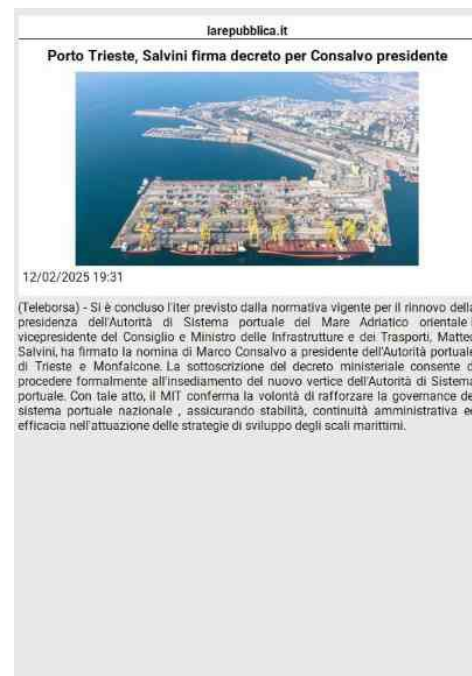 larepubblica.it
Porto Trieste, Salvini firma decreto per Consalvo presidente
12/02/2025 19:31
(Teleborsa) - Si è concluso l'iter previsto dalla normativa vigente per il rinnovo della
presidenza dell'Autorità di Sistema portuale del Mare Adriatico orientale.
vicepresidente del Consiglio e Ministro delle Infrastrutture e dei Trasporti, Matteo
Salvini, ha firmato la nomina di Marco Consalvo a presidente dell'Autorità portuale
di Trieste e Monfalcone. La sottoscrizione del decreto ministeriale consente d
procedere formalmente all'insediamento del nuovo vertice dell'Autorità di Sistema
portuale. Con tale atto, il MIT conferma la volontà di rafforzare la governance de
sistema portuale nazionale , assicurando stabilità, continuità amministrativa ed
efficacia nell'attuazione delle strategie di sviluppo degli scali marittimi.